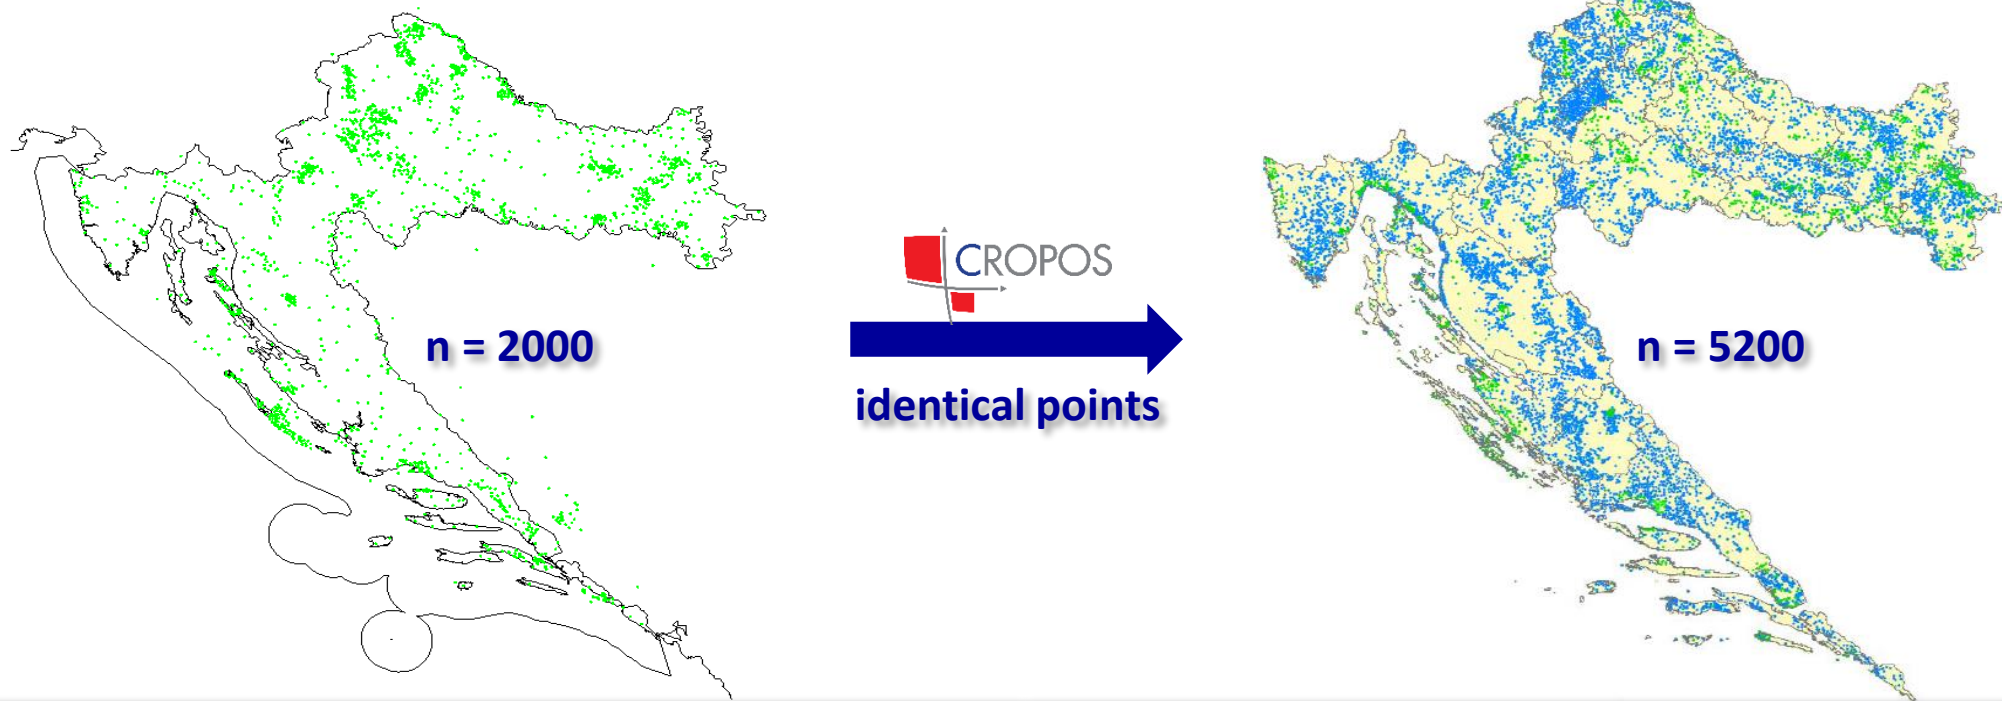 n = 2000
CROPOS
identical points
n = 5200